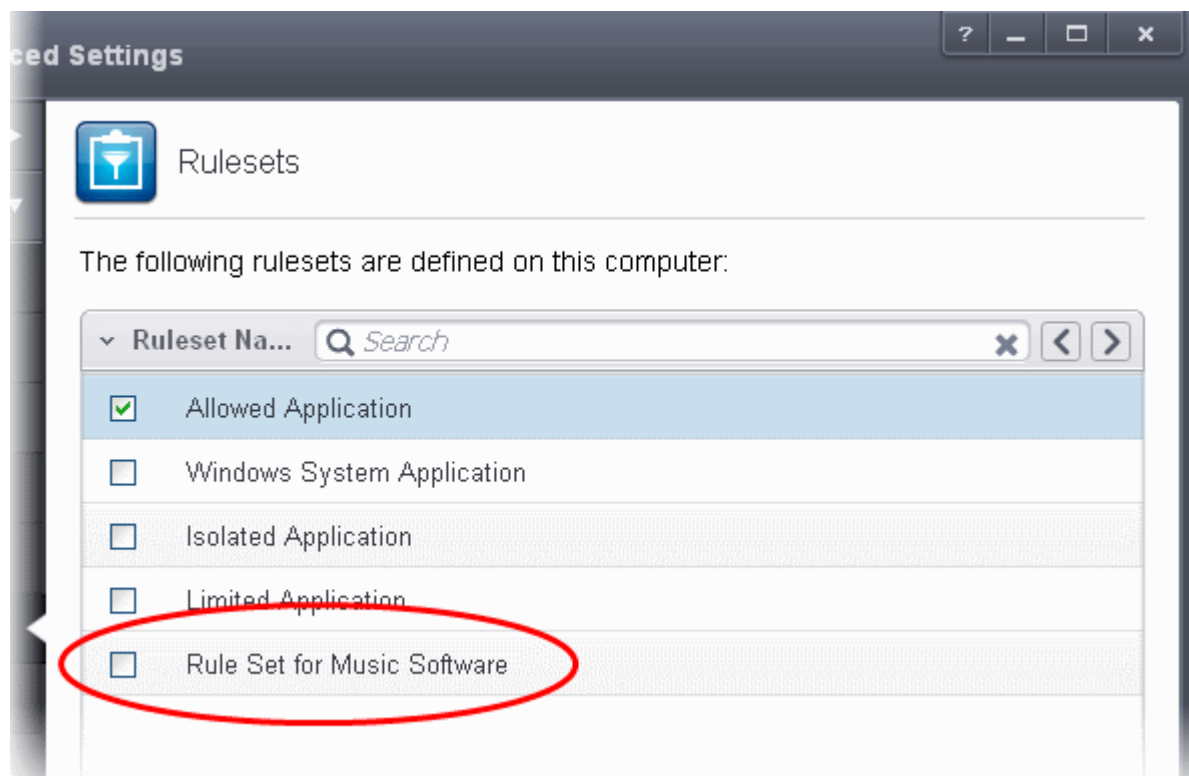 ced Settings
?
Rulesets
The following rulesets are defined on this computer:
Ruleset Na... Search
Allowed Application
Windows System Application
Isolated Application
Limited Application
Rule Set for Music Software